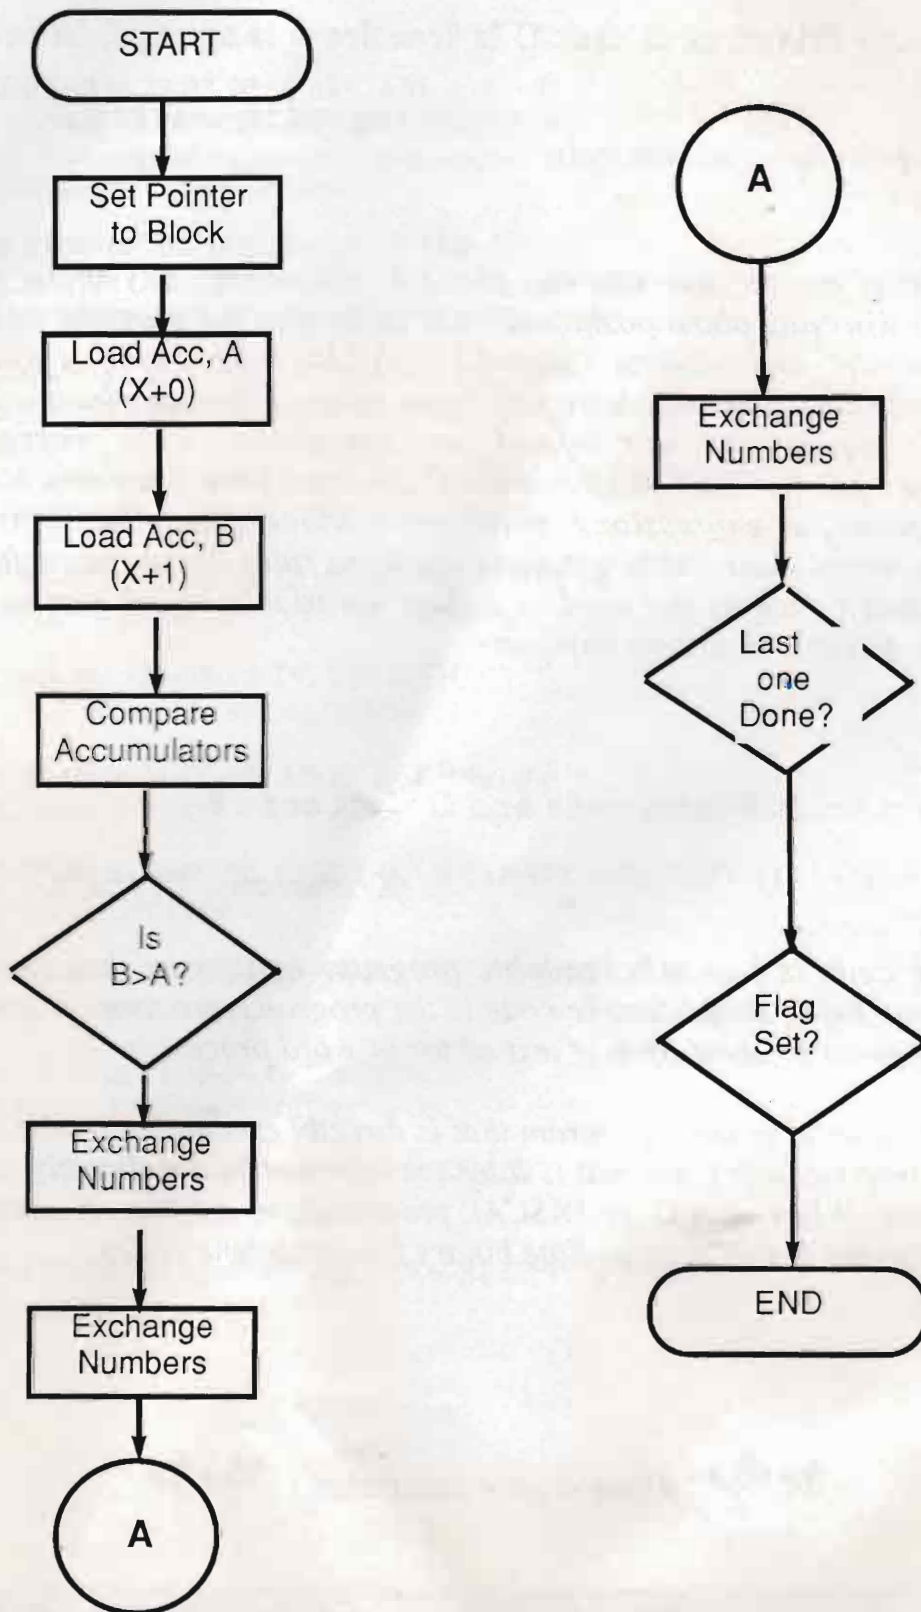 START
Set Pointer
to Block
Load Acc, A
(X+0)
Load Acc, B
(X+1)
Compare
Accumulators
Is
B>A?
Exchange
Numbers
Exchange
Numbers
A
A
Exchange
Numbers
Last
one
Done?
Flag
Set?
END